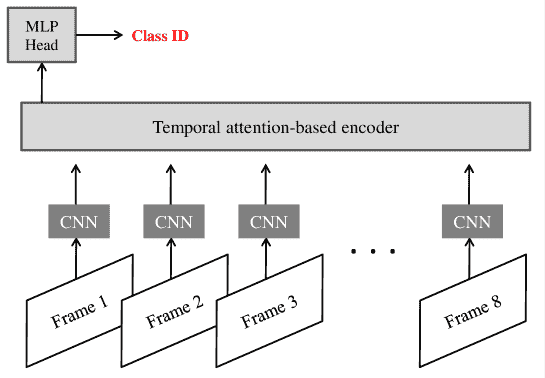 MLP
Head
Class ID
Temporal attention-based encoder
CNN
CNN
CNN
CNN
. . .
Frame 1
Frame 2
Frame 3
Frame 8